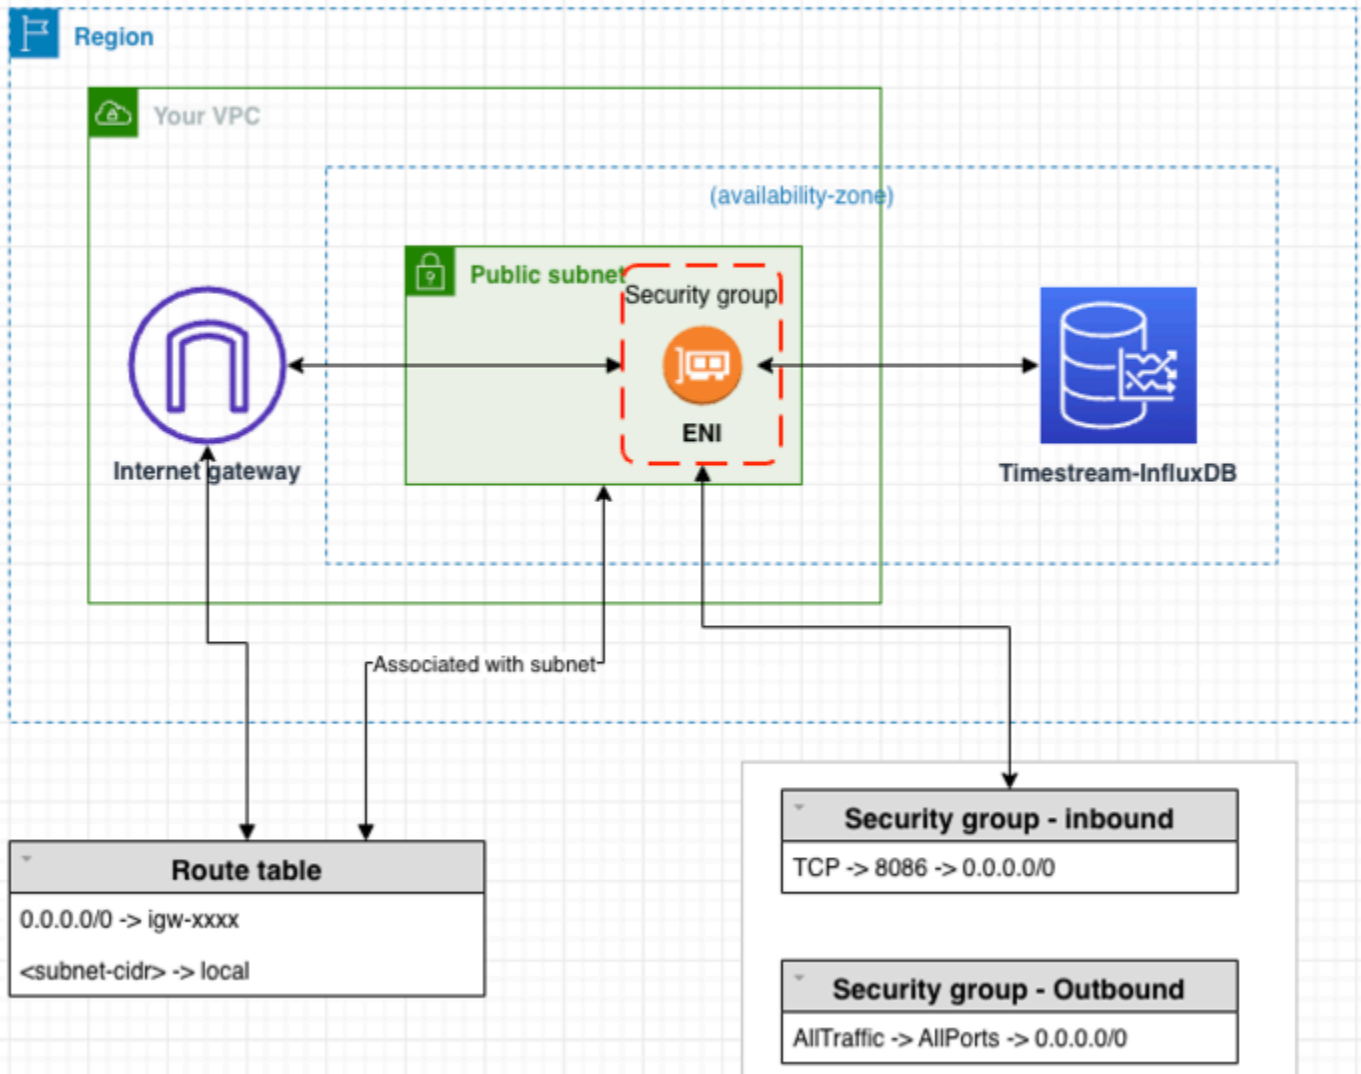 Region
Your VPC
(availability-zone)
Public subnet
Security group
ENI
Internet gateway
Timestream-InfluxDB
Associated with subnet
Route table
0.0.0.0/0 -> igw-xxxx
<subnet-cidr> -> local
Security group - inbound
TCP -> 8086 -> 0.0.0.0/0
Security group - Outbound
AllTraffic -> AllPorts -> 0.0.0.0/0